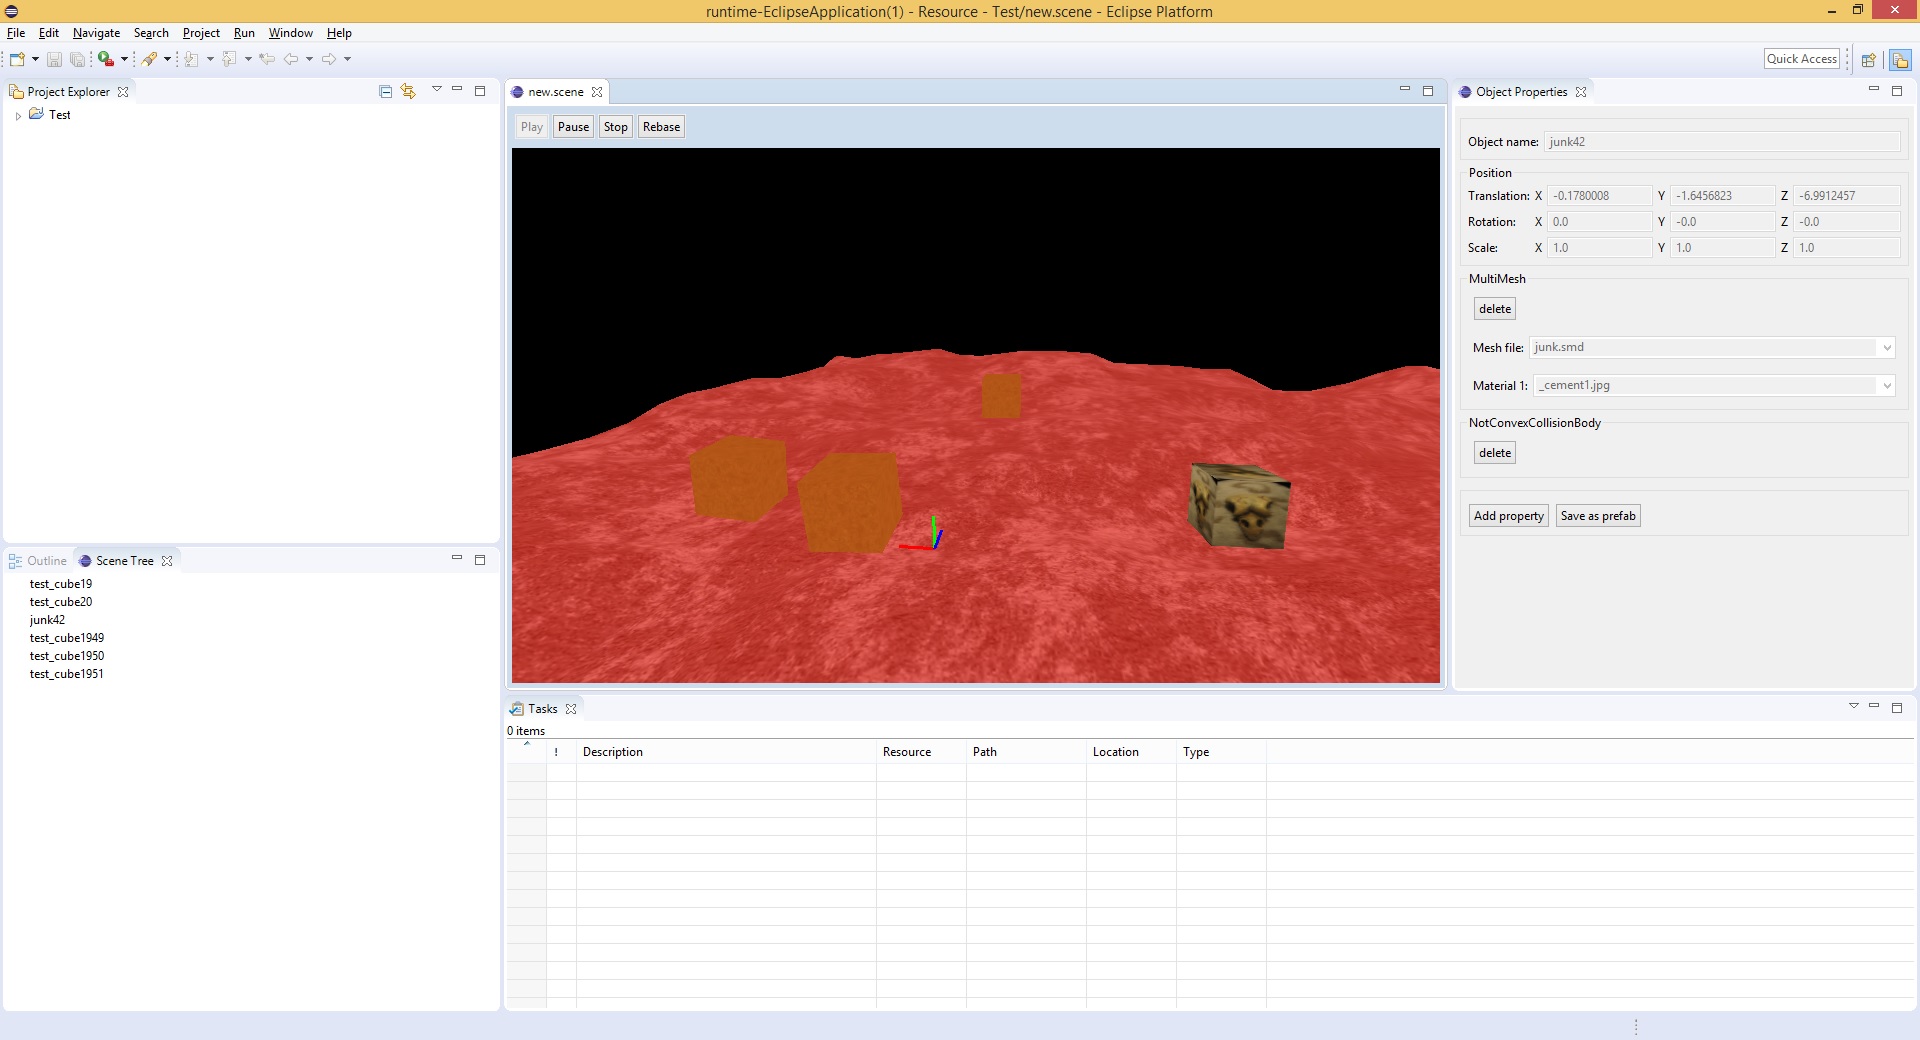 runtime-EclipseApplication(1) - Resource - Test/new.scene - Eclipse Platform
File Edit Navigate Search Project Run Window Help
Quick Access
Project Explorer
Test
Outline Scene Tree
test_cube19
test_cube20
junk42
test_cube1949
test_cube1950
test_cube1951
new.scene
Play Pause Stop Rebase
Object Properties
Object name: junk42
Position
Translation: X -0.1780008 Y -1.6456823 Z -6.9912457
Rotation: X 0.0 Y -0.0 Z -0.0
Scale: X 1.0 Y 1.0 Z 1.0
MultiMesh
delete
Mesh file: junk.smd
Material 1: _cement1.jpg
NotConvexCollisionBody
delete
Add property Save as prefab
Tasks
0 items
! Description Resource Path Location Type